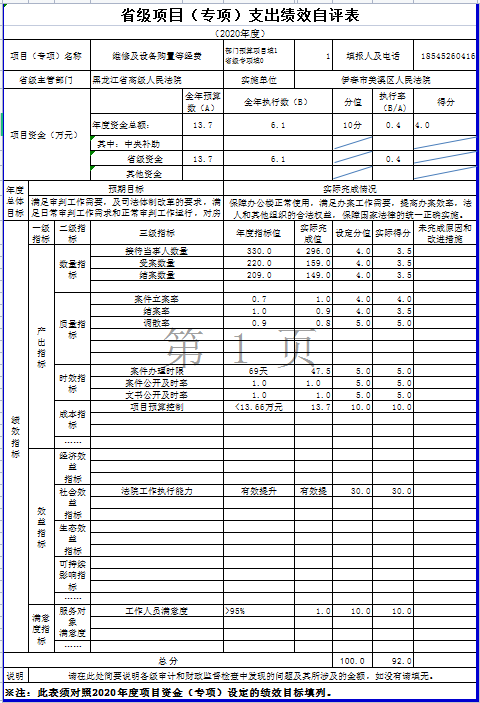 省级项目（专项）支出绩效自评表
（2020年度）
项目（专项）名称 维修及设备购置等经费 部门预算项目填1 省级专项填0 1 填报人及电话 18545260416
省级主管部门 黑龙江省高级人民法院 实施单位 伊春市美溪区人民法院
项目资金（万元） 全年预算数（A） 全年执行数（B） 分值 执行率（B/A） 得分
年度资金总额： 13.7 6.1 10分 0.4 4.0
其中：中央补助
省级资金 13.7 6.1 0.4
其他资金
年度总体目标 预期目标 实际完成情况
满足审判工作需要，及司法体制改革的要求，满足日常审判工作需求和正常审判工作运行，对房
保障办公楼正常使用，满足办案工作需要，提高办案效率，法人和其他组织的合法权益，保障国家法律的统一正确实施。
绩效指标 一级指标 二级指标 三级指标 年度指标值 实际完成值 设定分值 实际得分 未完成原因和改进措施
产出指标 数量指标 接待当事人数量 330.0 296.0 4.0 3.5
受案数量 220.0 159.0 4.0 3.5
结案数量 209.0 149.0 4.0 3.5
质量指标 案件立案率 0.7 1.0 4.0 4.0
结案率 1.0 0.9 4.0 3.5
调撤率 0.9 0.8 5.0 5.0
第 1 页
时效指标 案件办理时限 69天 47.5 5.0 5.0
案件公开及时率 1.0 1.0 5.0 5.0
文书公开及时率 1.0 1.0 5.0 5.0
成本指标 项目预算控制 <13.66万元 13.7 10.0 10.0
……
效益指标 经济效益指标
社会效益指标 法院工作执行能力 有效提升 有效提 30.0 30.0
生态效益指标
可持续影响指标
……
满意度指标 服务对象满意度 工作人员满意度 >95% 1.0 10.0 10.0
……
总分 100.0 92.0
说明 请在此处简要说明各级审计和财政监督检查中发现的问题及其所涉及的金额，如没有请填无。
※注：此表须对照2020年度项目资金（专项）设定的绩效目标填列。